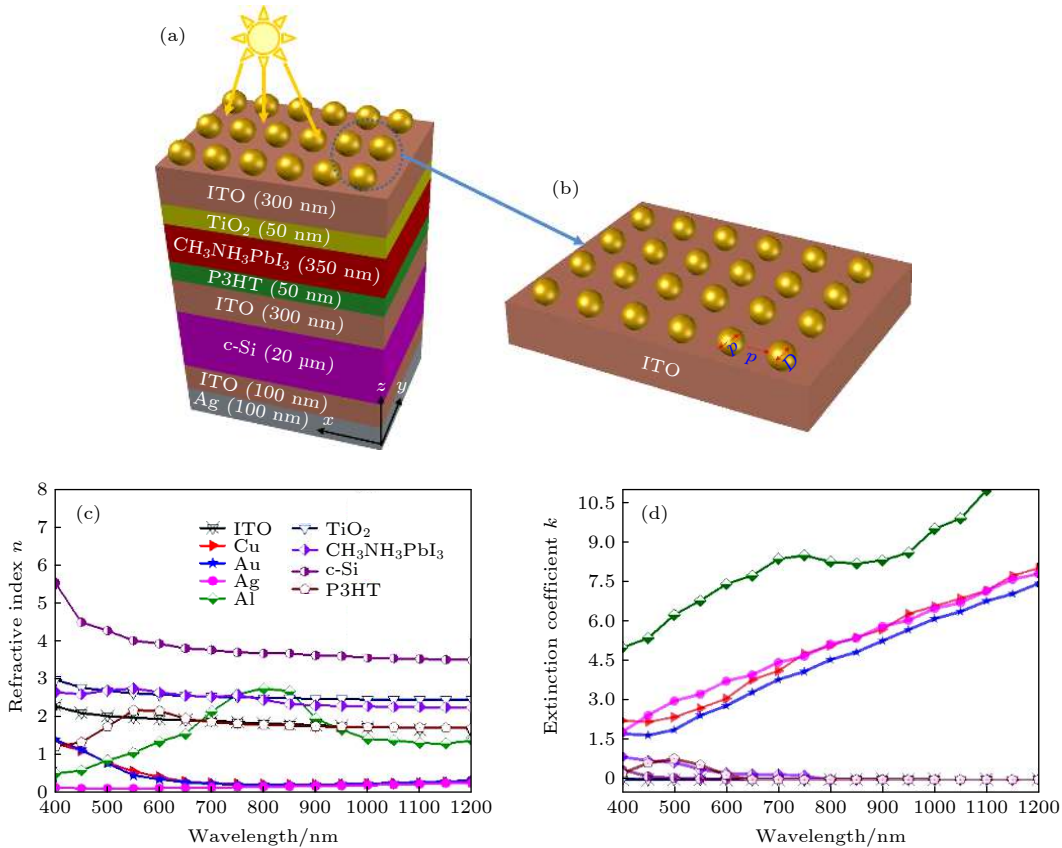 (a)
ITO (300 nm)
TiO₂ (50 nm)
CH₃NH₃PbI₃ (350 nm)
P3HT (50 nm)
ITO (300 nm)
c-Si (20 μm)
ITO (100 nm)
Ag (100 nm)
z
y
x
(b)
p
D
ITO
(c)
Refractive index n
8
7
6
5
4
3
2
1
0
ITO
Cu
Au
Ag
Al
TiO₂
CH₃NH₃PbI₃
c-Si
P3HT
400 500 600 700 800 900 1000 1100 1200
Wavelength/nm
(d)
Extinction coefficient k
10.5
9.0
7.5
6.0
4.5
3.0
1.5
0
400 500 600 700 800 900 1000 1100 1200
Wavelength/nm